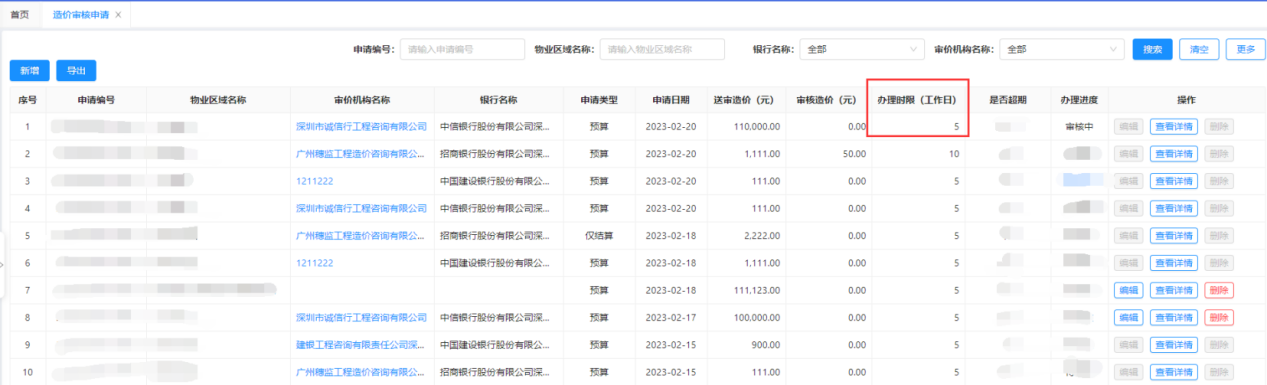 首页 造价审核申请 ×
申请编号: 请输入申请编号 物业区域名称: 请输入物业区域名称 银行名称: 全部 审价机构名称: 全部 搜索 清空 更多
新增 导出
序号 申请编号 物业区域名称 审价机构名称 银行名称 申请类型 申请日期 送审造价（元） 审核造价（元） 办理时限（工作日） 是否超期 办理进度 操作
1 深圳市诚信行工程咨询有限公司 中信银行股份有限公司深... 预算 2023-02-20 110,000.00 0.00 5 审核中 编辑 查看详情 删除
2 广州穗监工程造价咨询有限公... 招商银行股份有限公司深... 预算 2023-02-20 1,111.00 50.00 10 编辑 查看详情 删除
3 1211222 中国建设银行股份有限公... 预算 2023-02-20 111.00 0.00 5 编辑 查看详情 删除
4 深圳市诚信行工程咨询有限公司 中信银行股份有限公司深... 预算 2023-02-20 111.00 0.00 5 编辑 查看详情 删除
5 广州穗监工程造价咨询有限公... 招商银行股份有限公司深... 仅结算 2023-02-18 2,222.00 0.00 5 编辑 查看详情 删除
6 1211222 中国建设银行股份有限公... 预算 2023-02-18 1,111.00 0.00 5 编辑 查看详情 删除
7 预算 2023-02-18 111,123.00 0.00 5 编辑 查看详情 删除
8 深圳市诚信行工程咨询有限公司 中信银行股份有限公司深... 预算 2023-02-17 100,000.00 0.00 5 编辑 查看详情 删除
9 建银工程咨询有限责任公司深... 中国建设银行股份有限公... 预算 2023-02-15 900.00 0.00 5 编辑 查看详情 删除
10 广州穗监工程造价咨询有限公... 招商银行股份有限公司深... 预算 2023-02-15 111.00 0.00 5 编辑 查看详情 删除